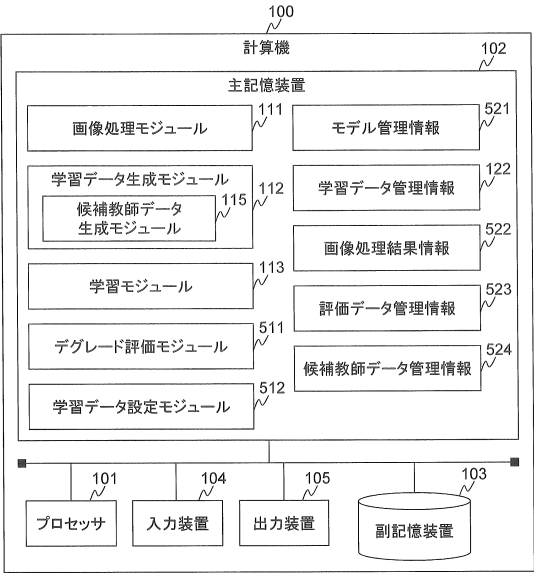 100
計算機
102
主記憶装置
111
画像処理モジュール
学習データ生成モジュール
112
115
候補教師データ
生成モジュール
113
学習モジュール
511
デグレード評価モジュール
512
学習データ設定モジュール
521
モデル管理情報
122
学習データ管理情報
522
画像処理結果情報
523
評価データ管理情報
524
候補教師データ管理情報
101
プロセッサ
104
入力装置
105
出力装置
103
副記憶装置